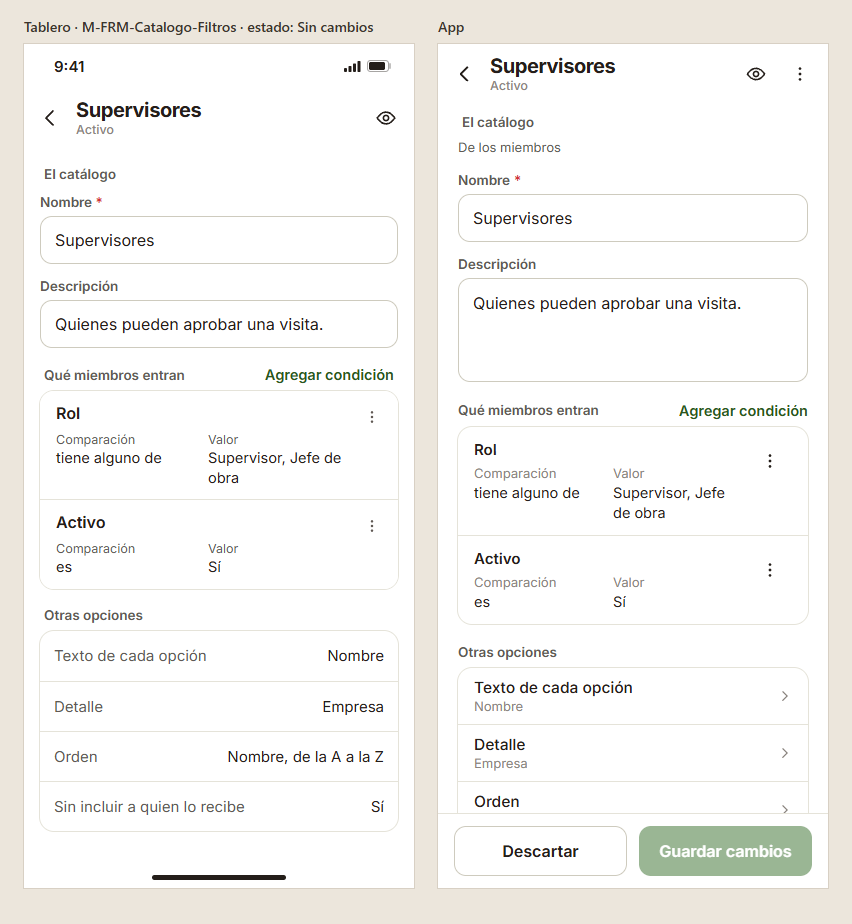 Tablero · M-FRM-Catalogo-Filtros · estado: Sin cambios
9:41
Supervisores
Activo
El catálogo
Nombre *
Supervisores
Descripción
Quienes pueden aprobar una visita.
Qué miembros entran
Agregar condición
Rol
Comparación
Valor
tiene alguno de
Supervisor, Jefe de
obra
Activo
Comparación
Valor
es
Sí
Otras opciones
Texto de cada opción
Nombre
Detalle
Empresa
Orden
Nombre, de la A a la Z
Sin incluir a quien lo recibe
Sí
App
Supervisores
Activo
El catálogo
De los miembros
Nombre *
Supervisores
Descripción
Quienes pueden aprobar una visita.
Qué miembros entran
Agregar condición
Rol
Comparación
Valor
tiene alguno de
Supervisor, Jefe
de obra
Activo
Comparación
Valor
es
Sí
Otras opciones
Texto de cada opción
Nombre
Detalle
Empresa
Orden
Descartar
Guardar cambios